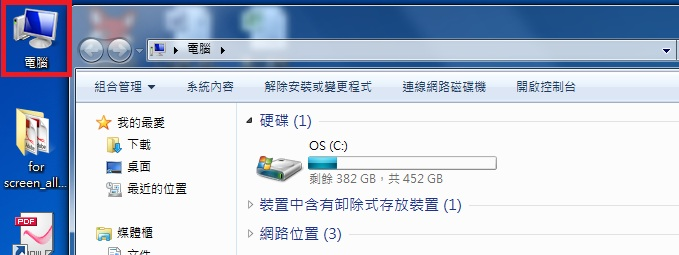 電腦
for
screen_all...
PDF
電腦
組合管理
系統內容
解除安裝或變更程式
連線網路磁碟機
開啟控制台
我的最愛
下載
桌面
最近的位置
媒體櫃
文件
硬碟 (1)
OS (C:)
剩餘 382 GB，共 452 GB
裝置中含有卸除式存放裝置 (1)
網路位置 (3)